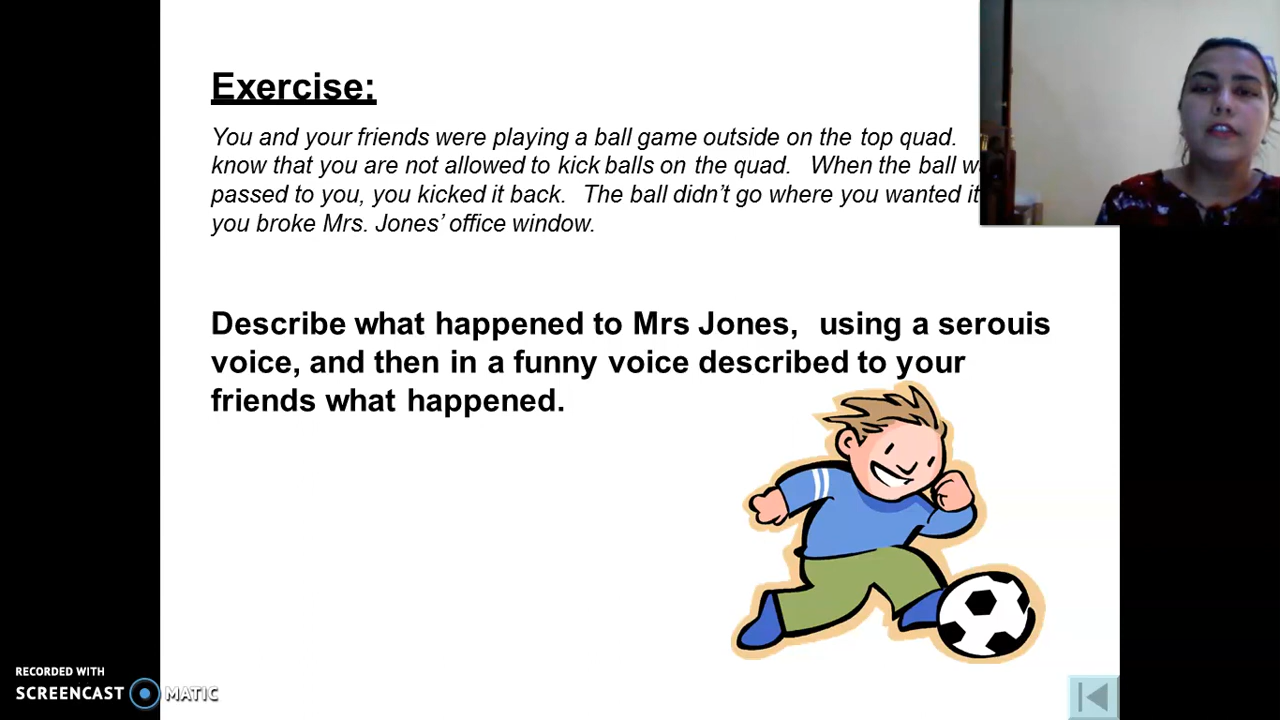 Exercise:
You and your friends were playing a ball game outside on the top quad.
know that you are not allowed to kick balls on the quad. When the ball
passed to you, you kicked it back. The ball didn't go where you wanted it
you broke Mrs. Jones' office window.
Describe what happened to Mrs Jones, using a serouis
voice, and then in a funny voice described to your
friends what happened.
RECORDED WITH
SCREENCAST MATIC